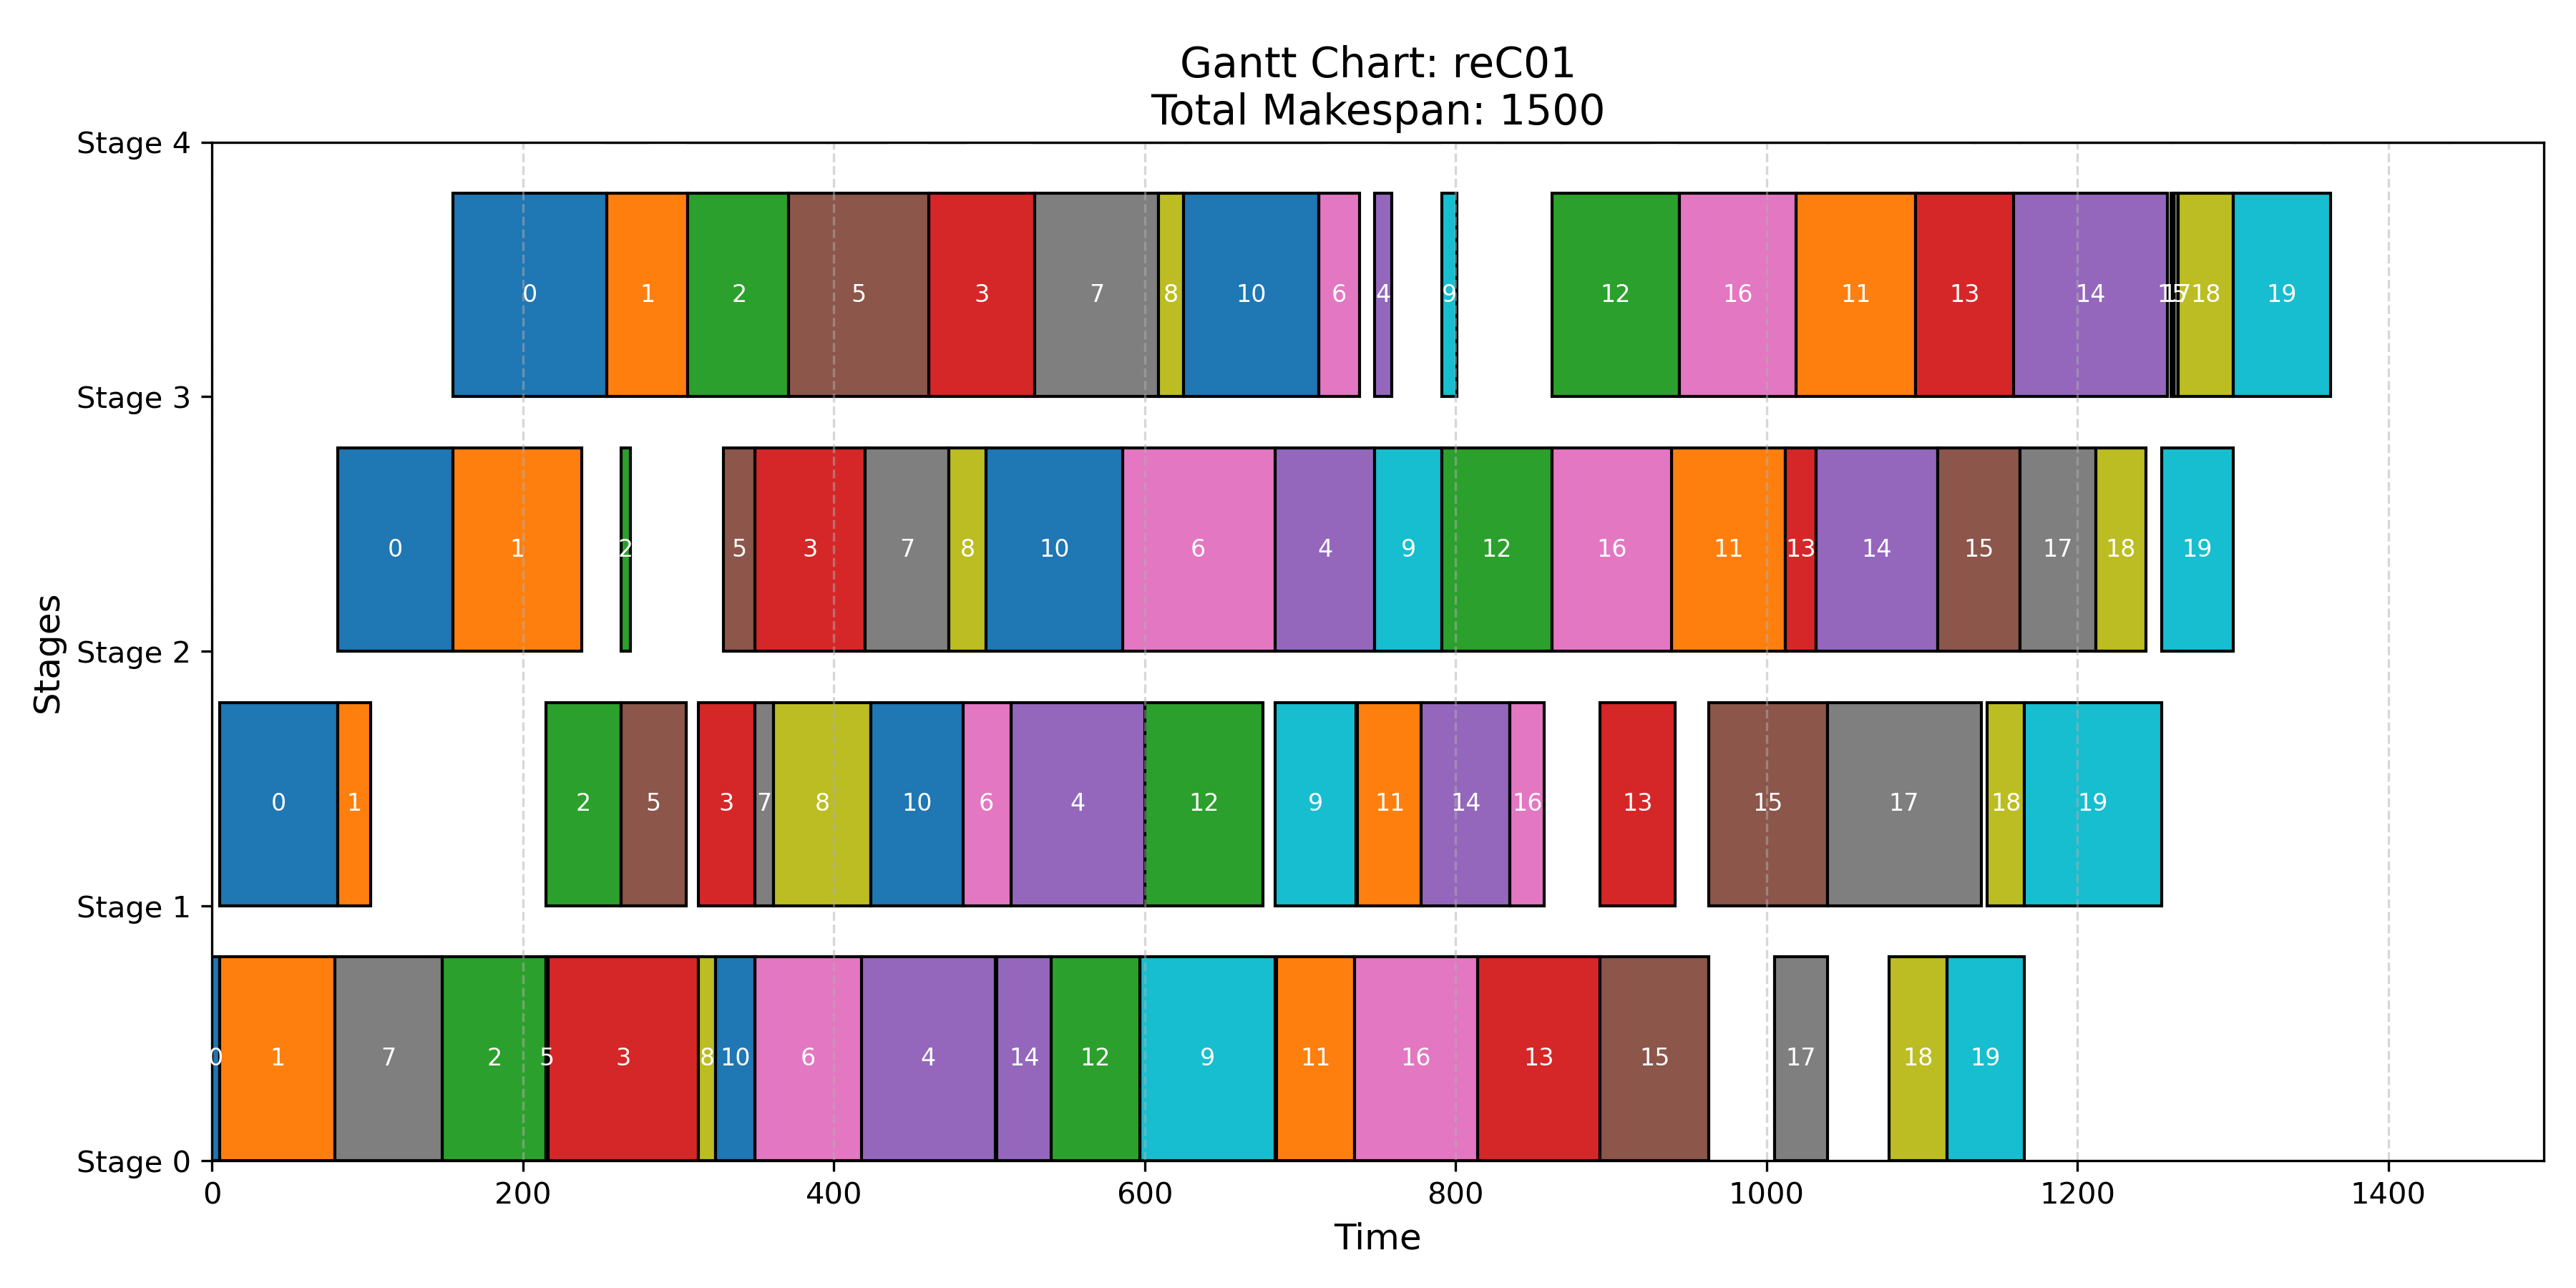 Gantt Chart: reC01
Total Makespan: 1500
Stage 4
0 1 2 5 3 7 8 10 6 4 9 12 16 11 13 14 15 17 18 19
Stage 3
0 1 2 5 3 7 8 10 6 4 9 12 16 11 13 14 15 17 18 19
Stage 2
0 1 2 5 3 7 8 10 6 4 12 9 11 14 16 13 15 17 18 19
Stage 1
0 1 7 2 5 3 8 10 6 4 14 12 9 11 16 13 15 17 18 19
Stage 0
0 200 400 600 800 1000 1200 1400
Time
Stages